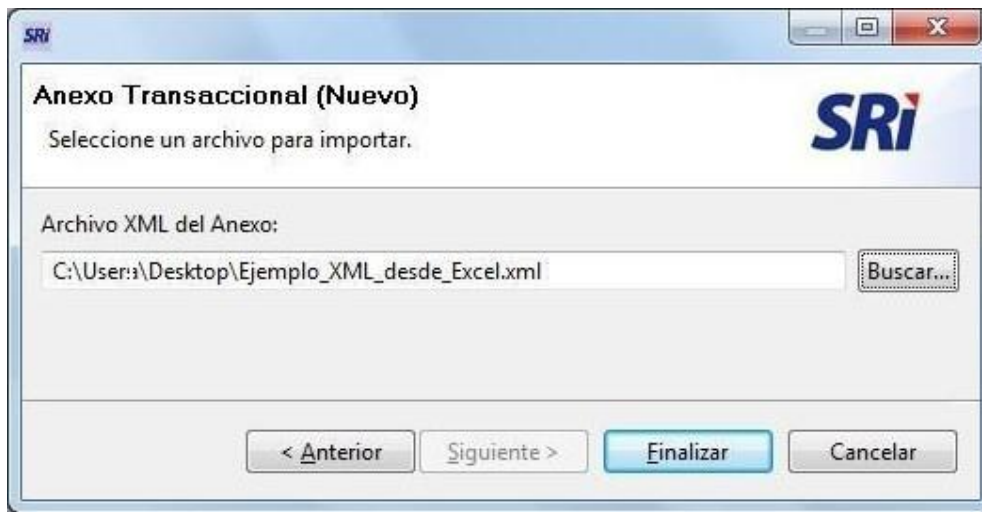 SRi
Anexo Transaccional (Nuevo)
Seleccione un archivo para importar.
SRi
Archivo XML del Anexo:
C:\Users\Desktop\Ejemplo_XML_desde_Excel.xml
Buscar...
< Anterior
Siguiente >
Finalizar
Cancelar